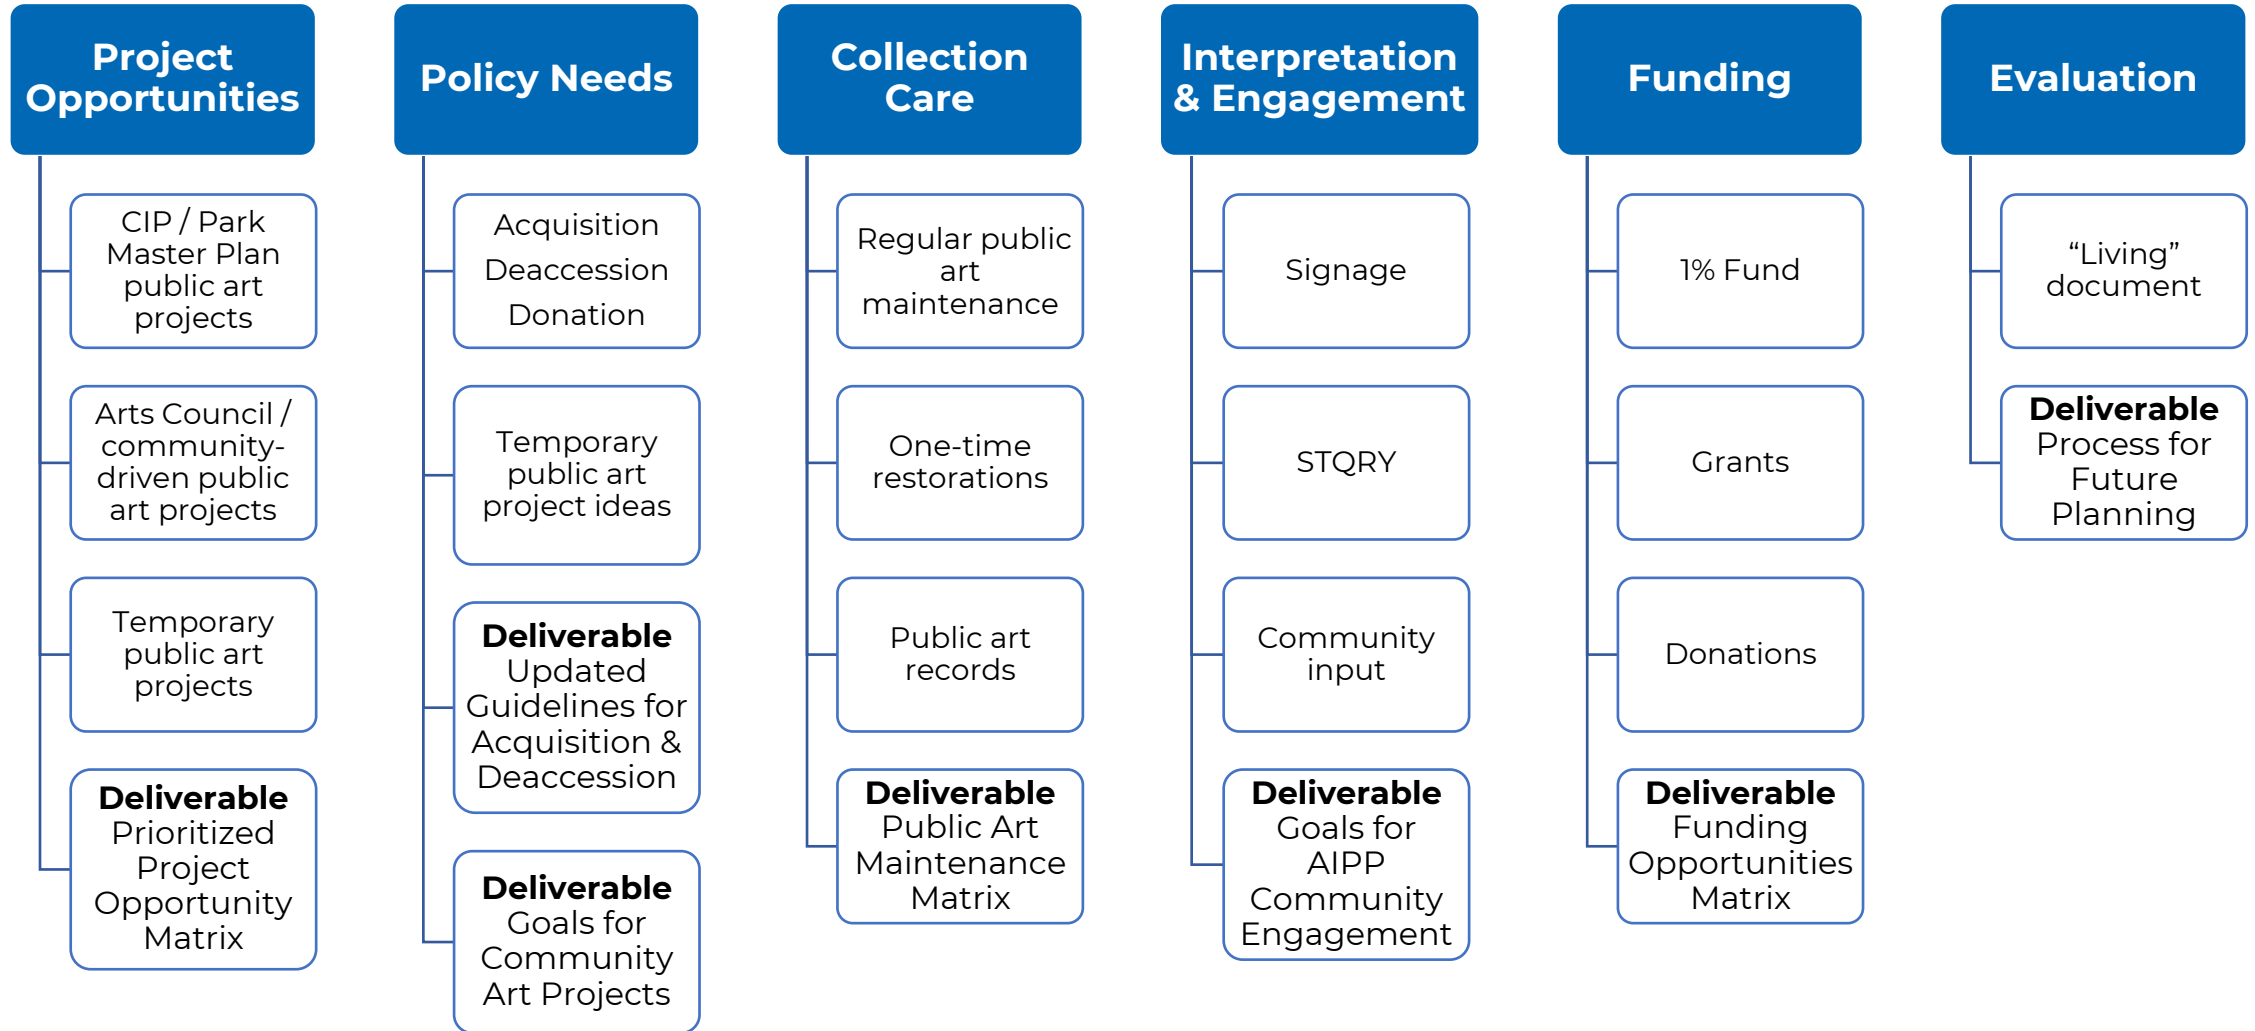 Project
Opportunities
CIP / Park
Master Plan
public art
projects
Arts Council /
community-
driven public
art projects
Temporary
public art
projects
Deliverable
Prioritized
Project
Opportunity
Matrix
Policy Needs
Acquisition
Deaccession
Donation
Temporary
public art
project ideas
Deliverable
Updated
Guidelines for
Acquisition &
Deaccession
Deliverable
Goals for
Community
Art Projects
Collection
Care
Regular public
art
maintenance
One-time
restorations
Public art
records
Deliverable
Public Art
Maintenance
Matrix
Interpretation
& Engagement
Signage
STQRY
Community
input
Deliverable
Goals for
AIPP
Community
Engagement
Funding
1% Fund
Grants
Donations
Deliverable
Funding
Opportunities
Matrix
Evaluation
“Living”
document
Deliverable
Process for
Future
Planning